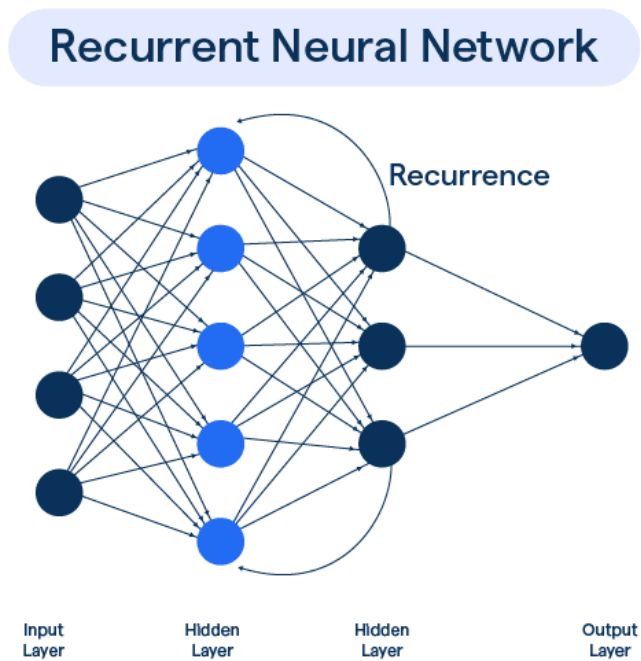 Recurrent Neural Network
Recurrence
Input
Layer
Hidden
Layer
Hidden
Layer
Output
Layer